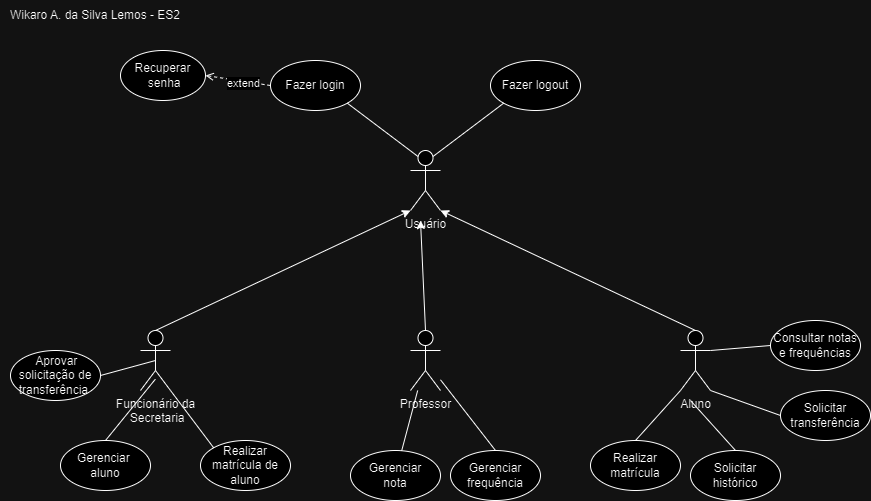 Wikaro A. da Silva Lemos - ES2
Recuperar
senha
extend
Fazer login
Fazer logout
Usuário
Aprovar
solicitação de
transferência
Funcionário da
Secretaria
Gerenciar
aluno
Realizar
matrícula de
aluno
Professor
Gerenciar
nota
Gerenciar
frequência
Aluno
Consultar notas
e frequências
Solicitar
transferência
Realizar
matrícula
Solicitar
histórico